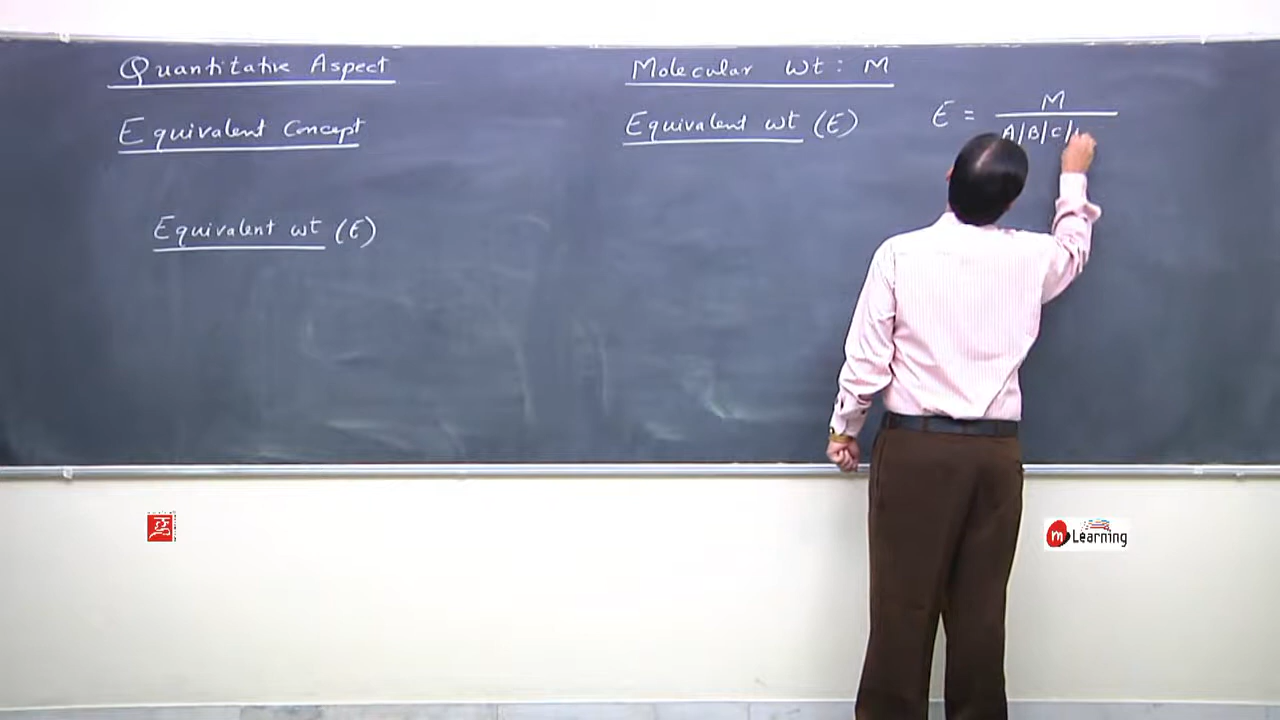 Quantitative Aspect
Equivalent Concept
Equivalent wt (E)
Molecular wt : M
Equivalent wt (E)
E = M
A/B/C/
m Learning